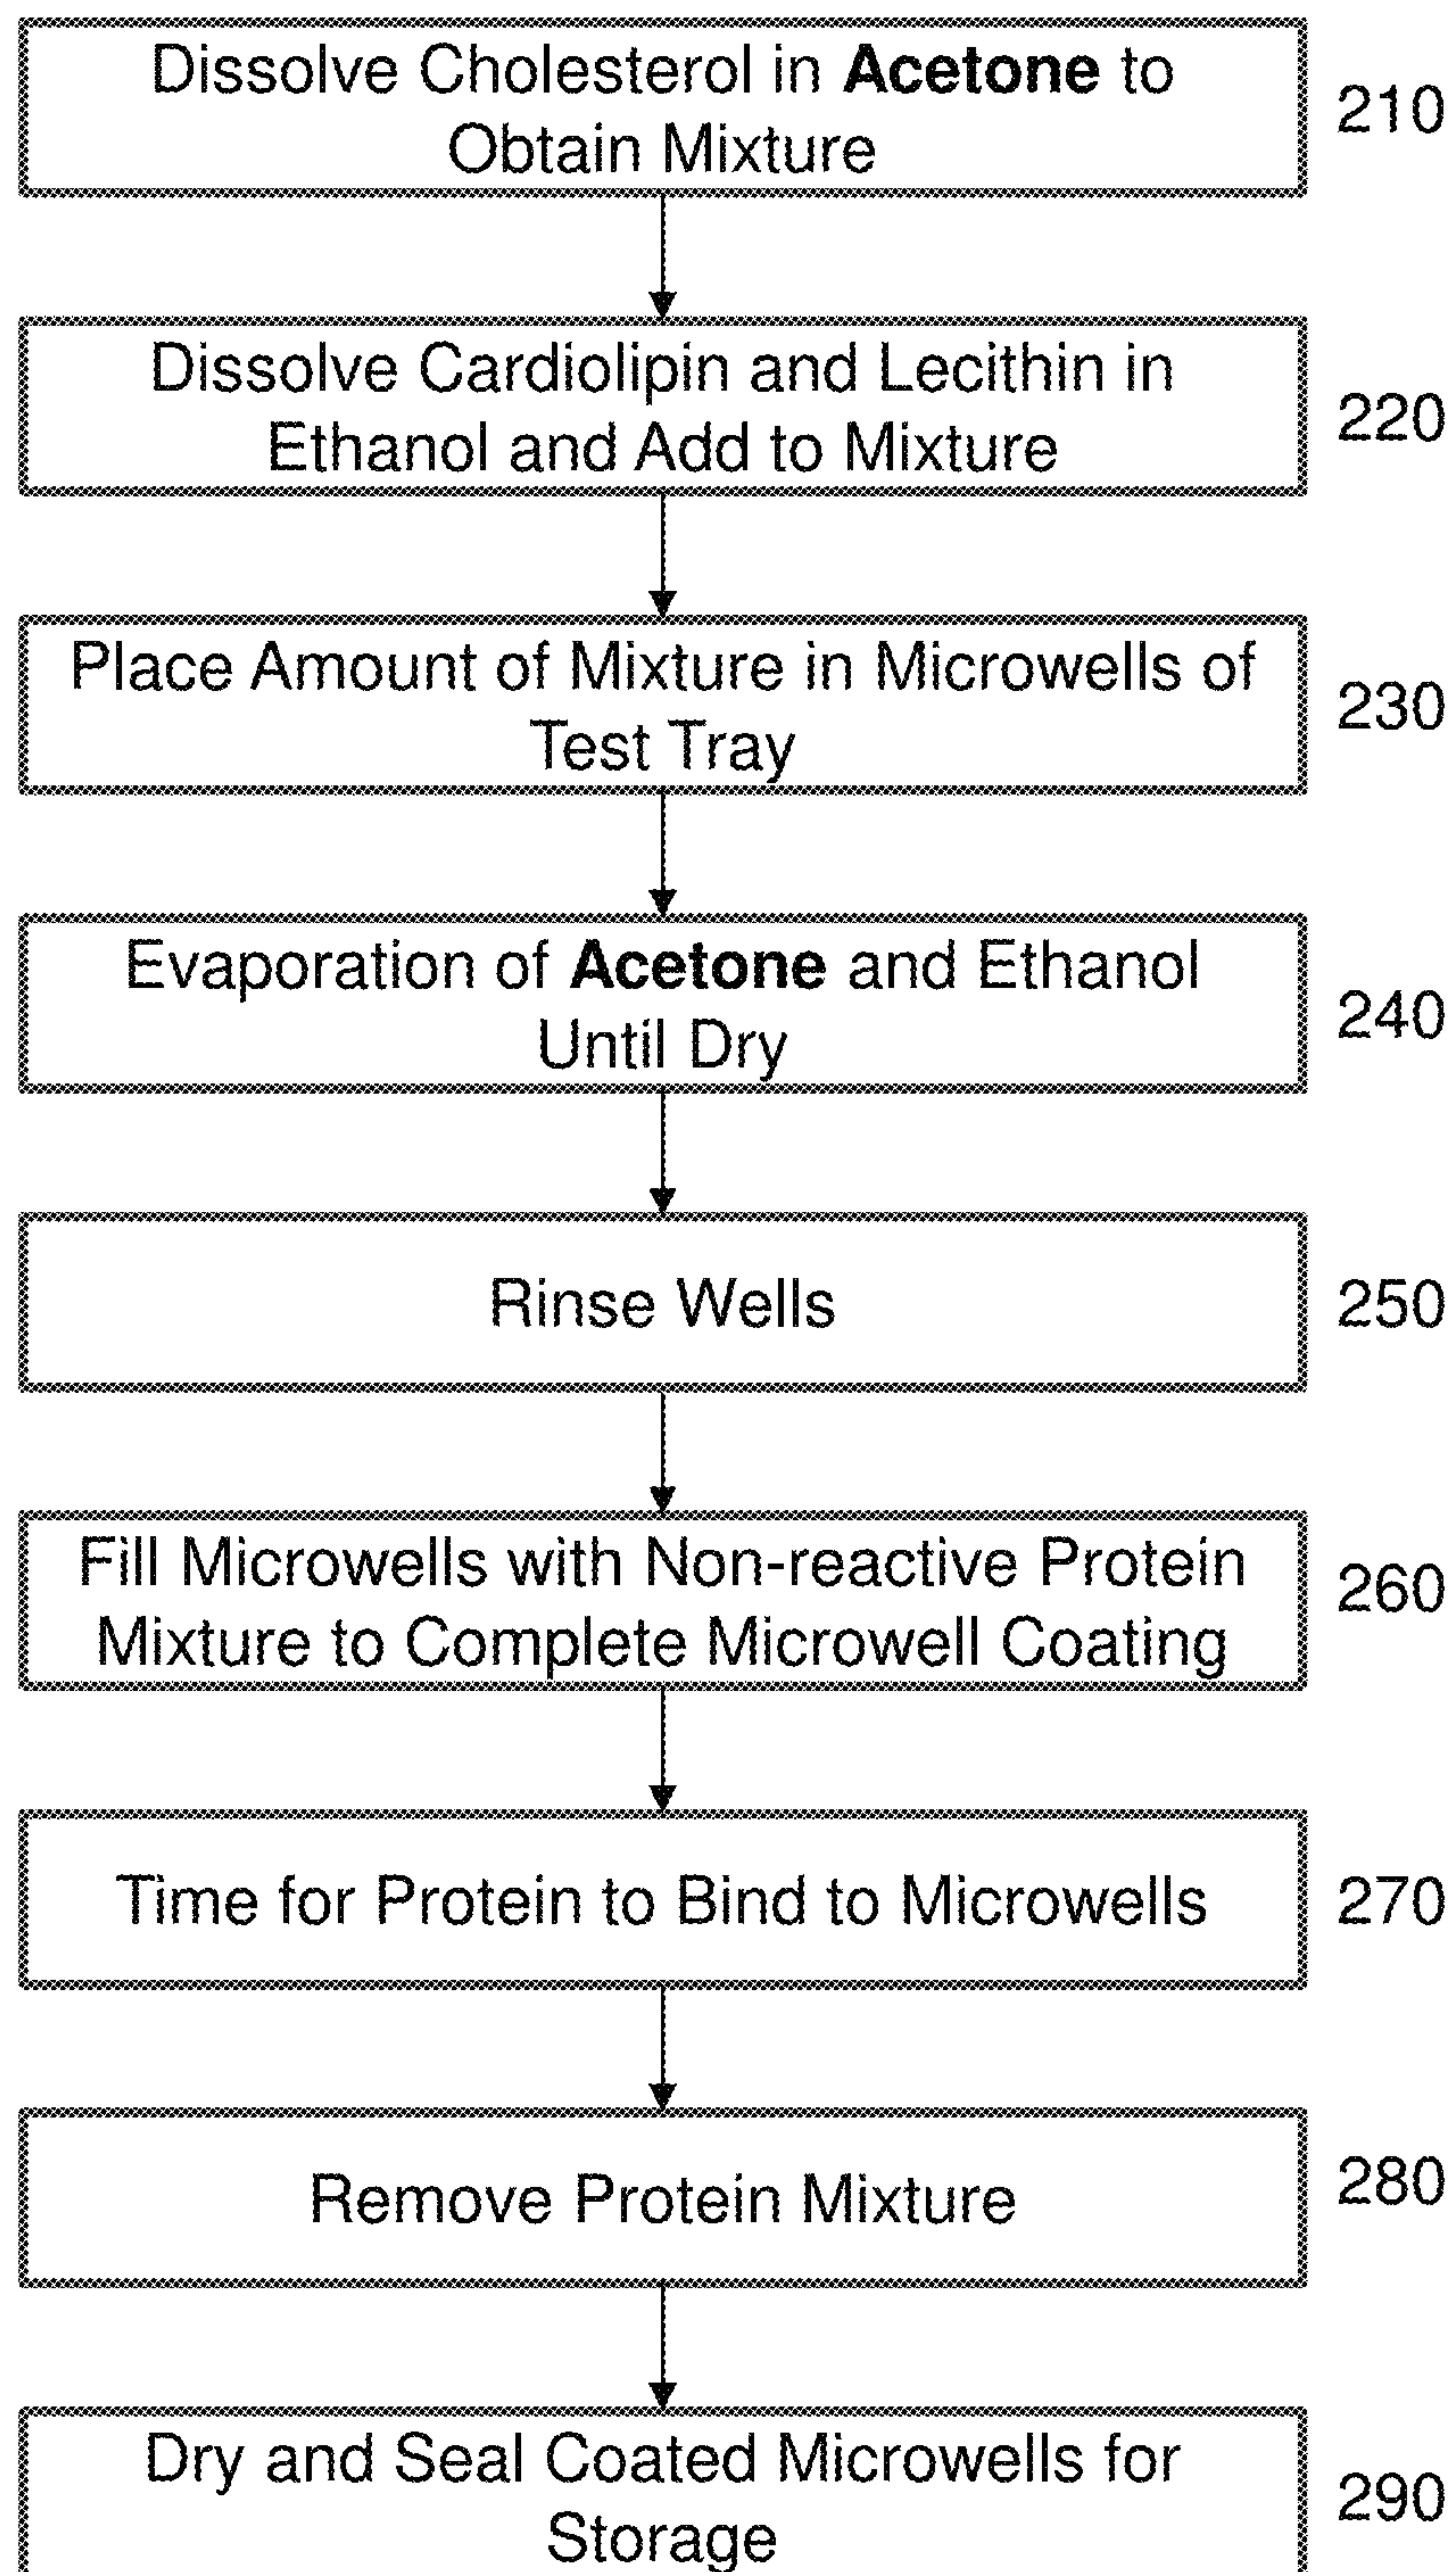 Dissolve Cholesterol in Acetone to
Obtain Mixture
210
Dissolve Cardiolipin and Lecithin in
Ethanol and Add to Mixture
220
Place Amount of Mixture in Microwells of
Test Tray
230
Evaporation of Acetone and Ethanol
Until Dry
240
Rinse Wells
250
Fill Microwells with Non-reactive Protein
Mixture to Complete Microwell Coating
260
Time for Protein to Bind to Microwells
270
Remove Protein Mixture
280
Dry and Seal Coated Microwells for
Storage
290